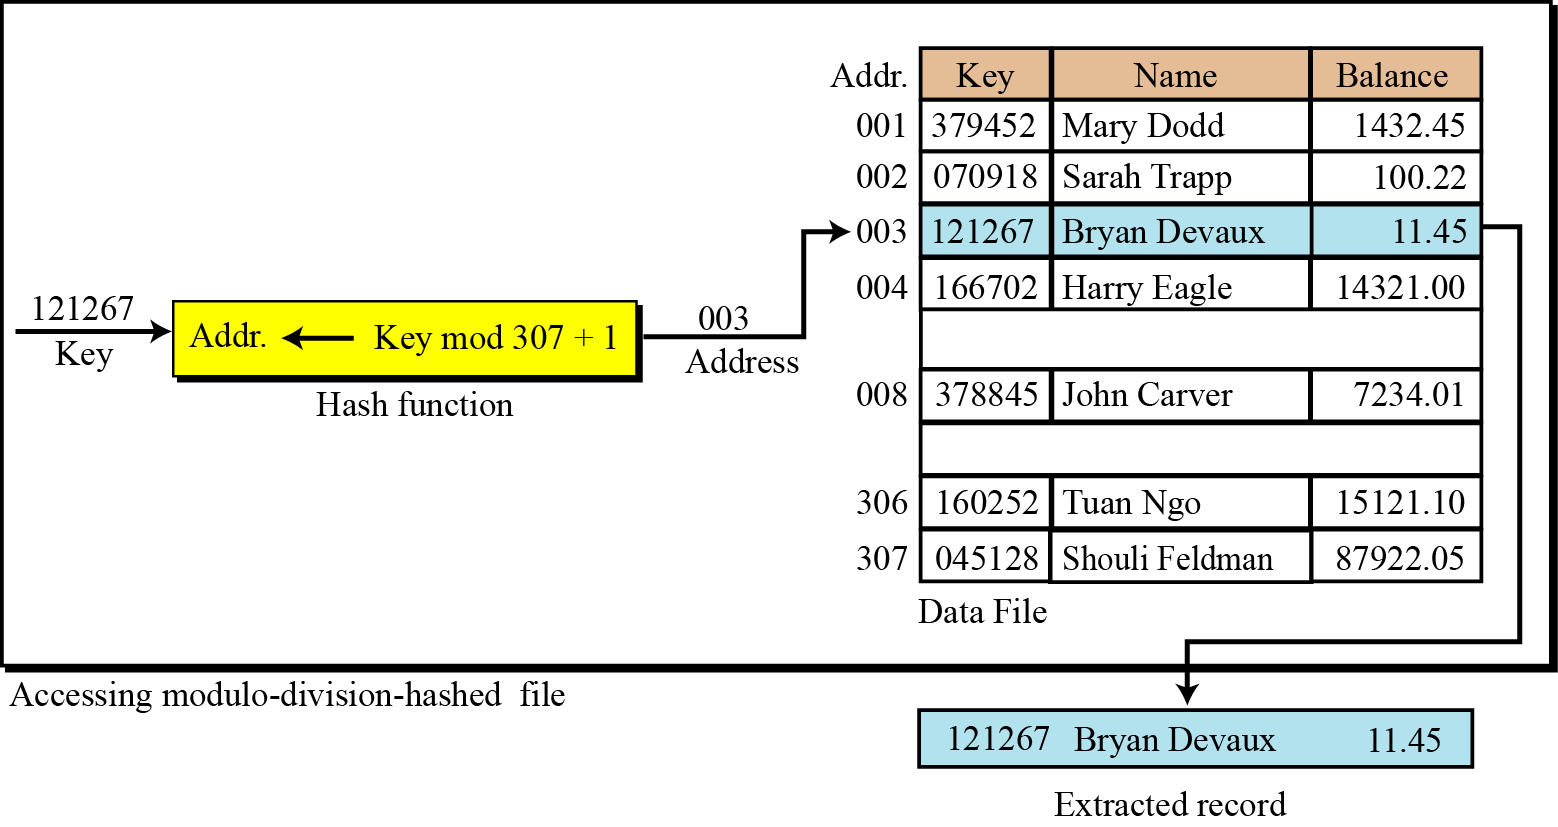 Addr. Key Name Balance
001 379452 Mary Dodd 1432.45
002 070918 Sarah Trapp 100.22
003 121267 Bryan Devaux 11.45
004 166702 Harry Eagle 14321.00
008 378845 John Carver 7234.01
306 160252 Tuan Ngo 15121.10
307 045128 Shouli Feldman 87922.05
Data File
121267
Key
Addr. Key mod 307 + 1
Hash function
003
Address
Accessing modulo-division-hashed file
121267 Bryan Devaux 11.45
Extracted record